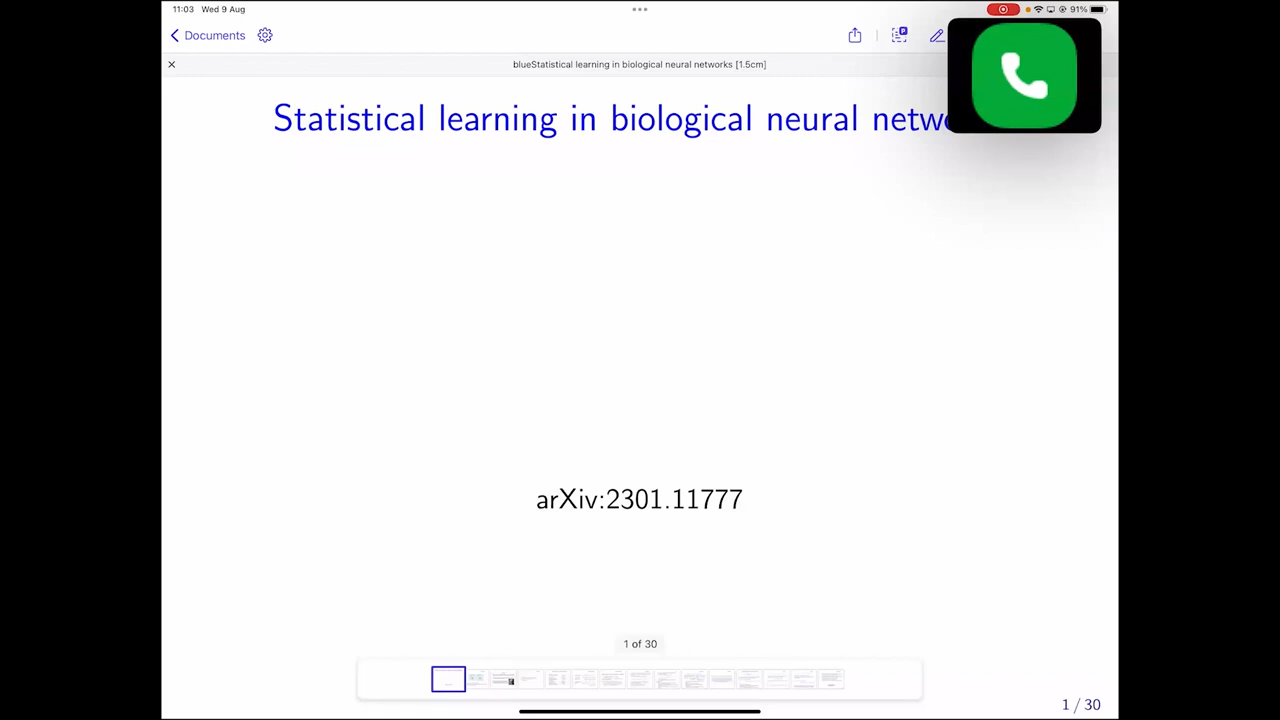 11:03 Wed 9 Aug
91%
Documents
blueStatistical learning in biological neural networks [1.5cm]
Statistical learning in biological neural netwo
arXiv:2301.11777
1 of 30
1 / 30